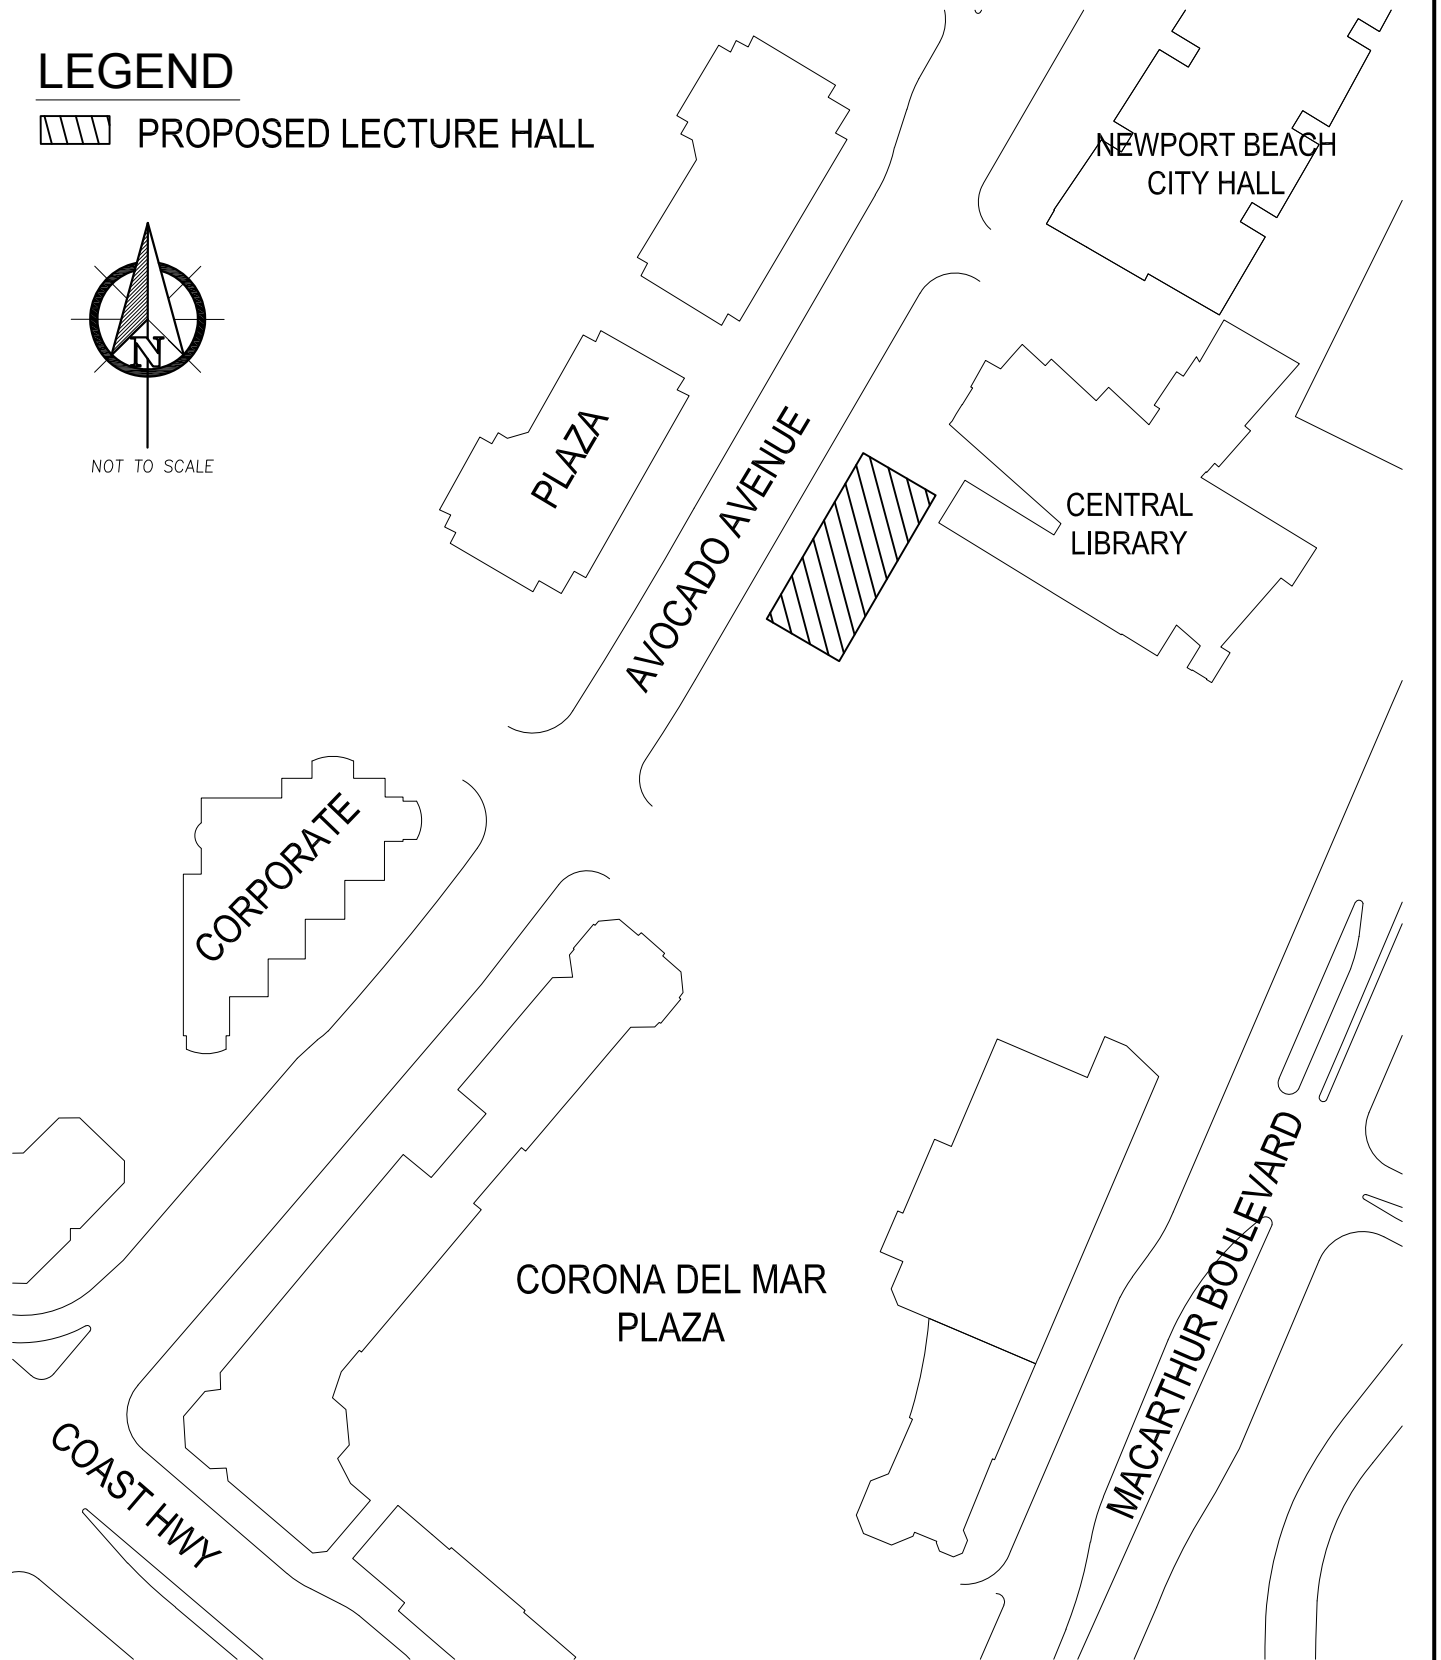 LEGEND
PROPOSED LECTURE HALL
NEWPORT BEACH
CITY HALL
N
NOT TO SCALE
PLAZA
AVOCADO AVENUE
CENTRAL
LIBRARY
CORPORATE
CORONA DEL MAR
PLAZA
MACARTHUR BOULEVARD
COAST HWY